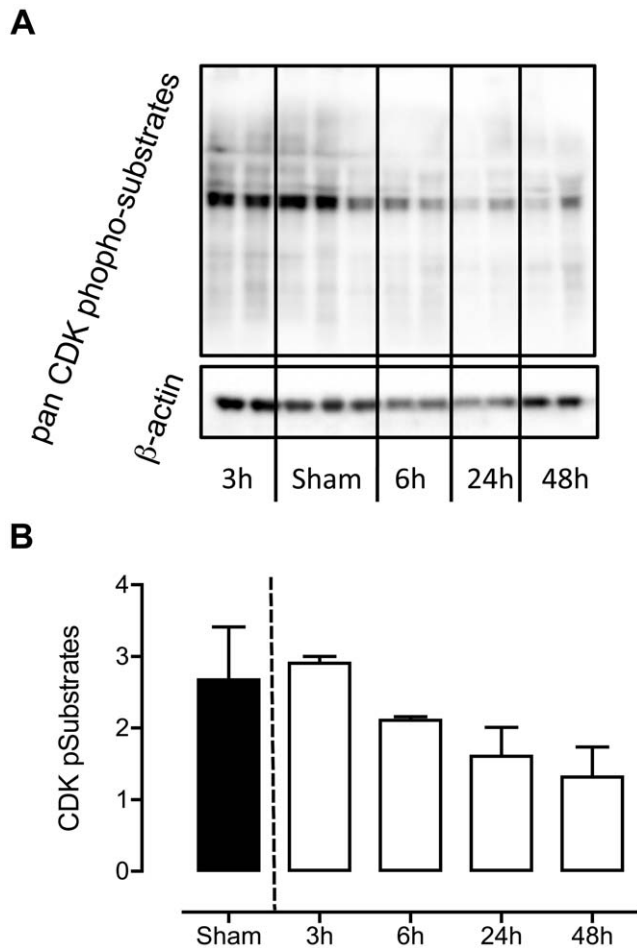 A
pan CDK phopho-substrates
β-actin
3h Sham 6h 24h 48h
B
CDK pSubstrates
4
3
2
1
0
Sham 3h 6h 24h 48h